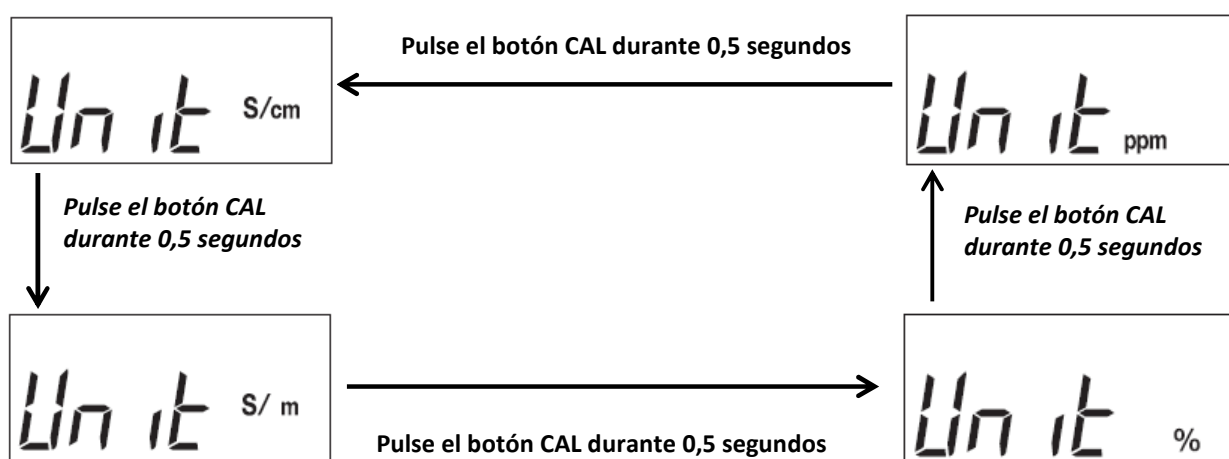 Pulse el botón CAL durante 0,5 segundos
Unit S/cm
Unit ppm
Pulse el botón CAL
durante 0,5 segundos
Pulse el botón CAL
durante 0,5 segundos
Unit S/ m
Unit %
Pulse el botón CAL durante 0,5 segundos